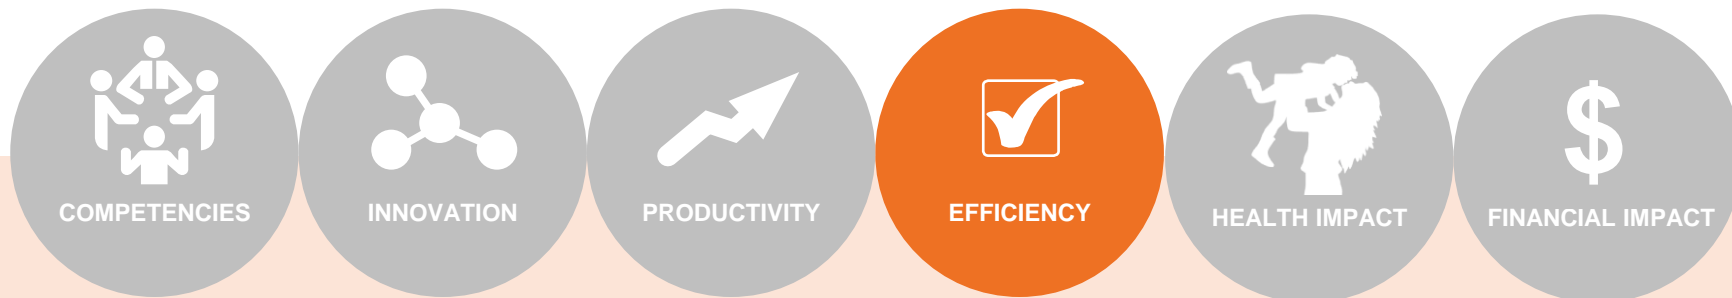 COMPETENCIES
INNOVATION
PRODUCTIVITY
EFFICIENCY
HEALTH IMPACT
$
FINANCIAL IMPACT